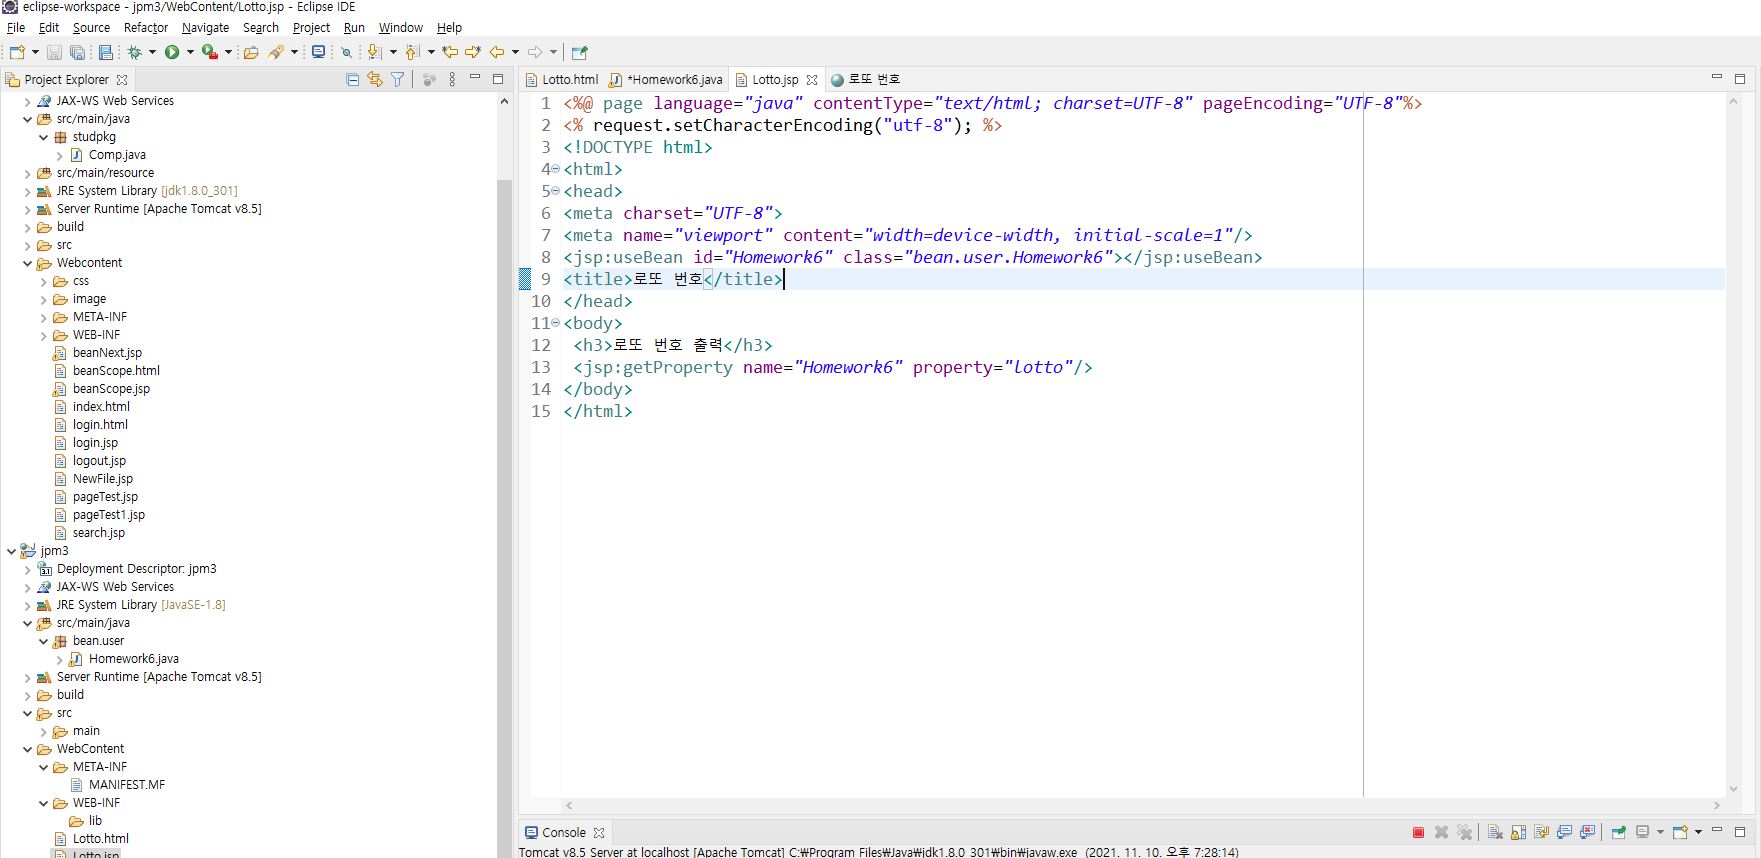 eclipse-workspace - jpm3/WebContent/Lotto.jsp - Eclipse IDE
File Edit Source Refactor Navigate Search Project Run Window Help
Project Explorer
JAX-WS Web Services
src/main/java
studpkg
Comp.java
src/main/resource
JRE System Library [jdk1.8.0_301]
Server Runtime [Apache Tomcat v8.5]
build
src
Webcontent
css
image
META-INF
WEB-INF
beanNext.jsp
beanScope.html
beanScope.jsp
index.html
login.html
login.jsp
logout.jsp
NewFile.jsp
pageTest.jsp
pageTest1.jsp
search.jsp
jpm3
Deployment Descriptor: jpm3
JAX-WS Web Services
JRE System Library [JavaSE-1.8]
src/main/java
bean.user
Homework6.java
Server Runtime [Apache Tomcat v8.5]
build
src
main
WebContent
META-INF
MANIFEST.MF
WEB-INF
lib
Lotto.html
Lotto.jsp
Lotto.html *Homework6.java Lotto.jsp 로또 번호
1 <%@ page language="java" contentType="text/html; charset=UTF-8" pageEncoding="UTF-8"%>
2 <% request.setCharacterEncoding("utf-8"); %>
3 <!DOCTYPE html>
4 <html>
5 <head>
6 <meta charset="UTF-8">
7 <meta name="viewport" content="width=device-width, initial-scale=1"/>
8 <jsp:useBean id="Homework6" class="bean.user.Homework6"></jsp:useBean>
9 <title>로또 번호</title>
10 </head>
11 <body>
12 <h3>로또 번호 출력</h3>
13 <jsp:getProperty name="Homework6" property="lotto"/>
14 </body>
15 </html>
Console
Tomcat v8.5 Server at localhost [Apache Tomcat] C:₩Program Files₩Java₩jdk1.8.0_301₩bin₩javaw.exe (2021. 11. 10. 오후 7:28:14)